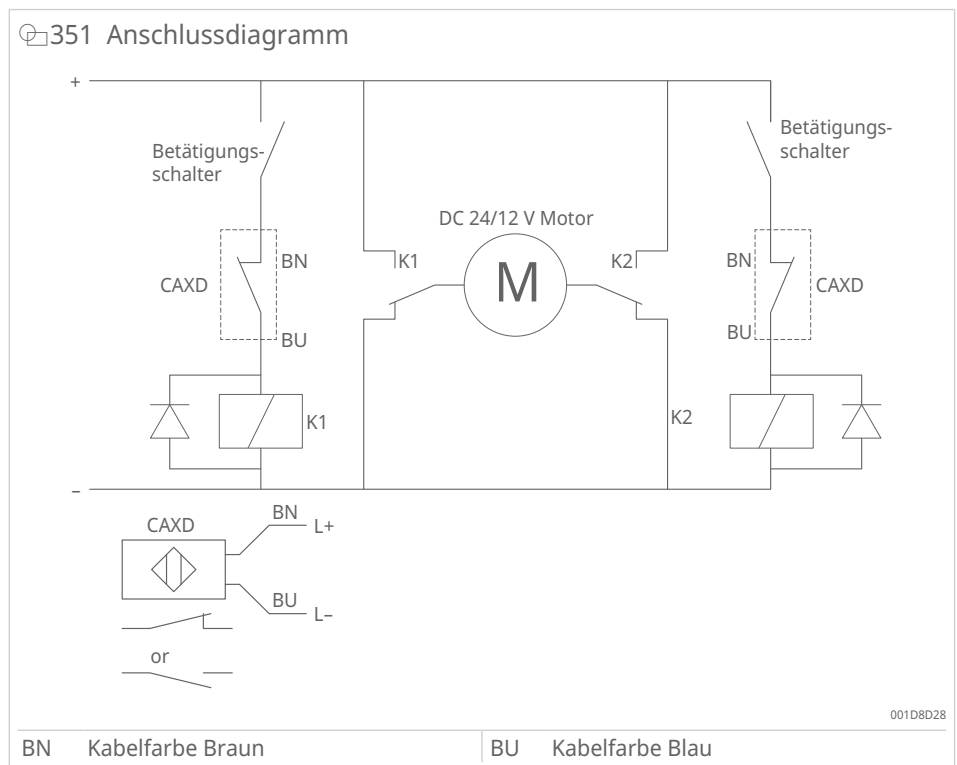 351 Anschlussdiagramm
+
Betätigungs-
schalter
Betätigungs-
schalter
DC 24/12 V Motor
BN
K1
M
K2
BN
CAXD
CAXD
BU
BU
K1
K2
–
CAXD
BN
L+
BU
L–
or
001D8D28
BN Kabelfarbe Braun
BU Kabelfarbe Blau